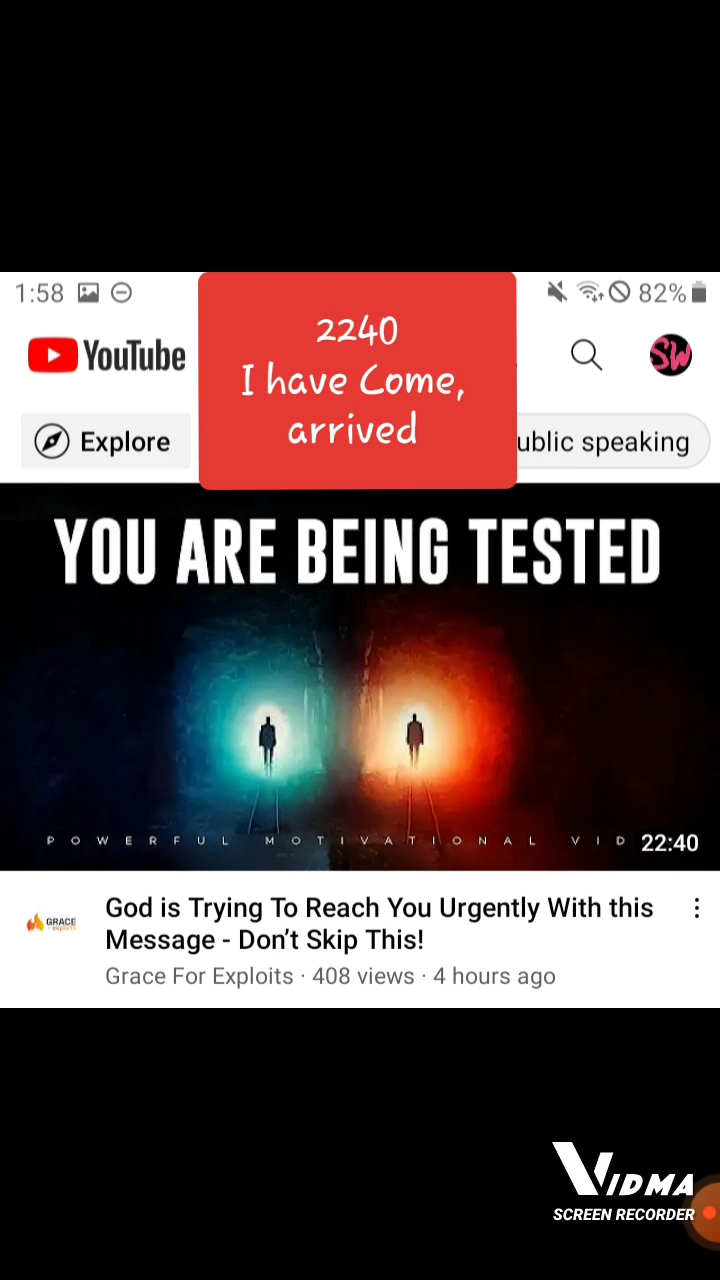 1:58
82%
2240
I have Come,
arrived
YouTube
SW
Explore
ublic speaking
YOU ARE BEING TESTED
POWERFUL MOTIVATIONAL VID
22:40
God is Trying To Reach You Urgently With this
Message - Don’t Skip This!
GRACE
Grace For Exploits · 408 views · 4 hours ago
VIDMA
SCREEN RECORDER